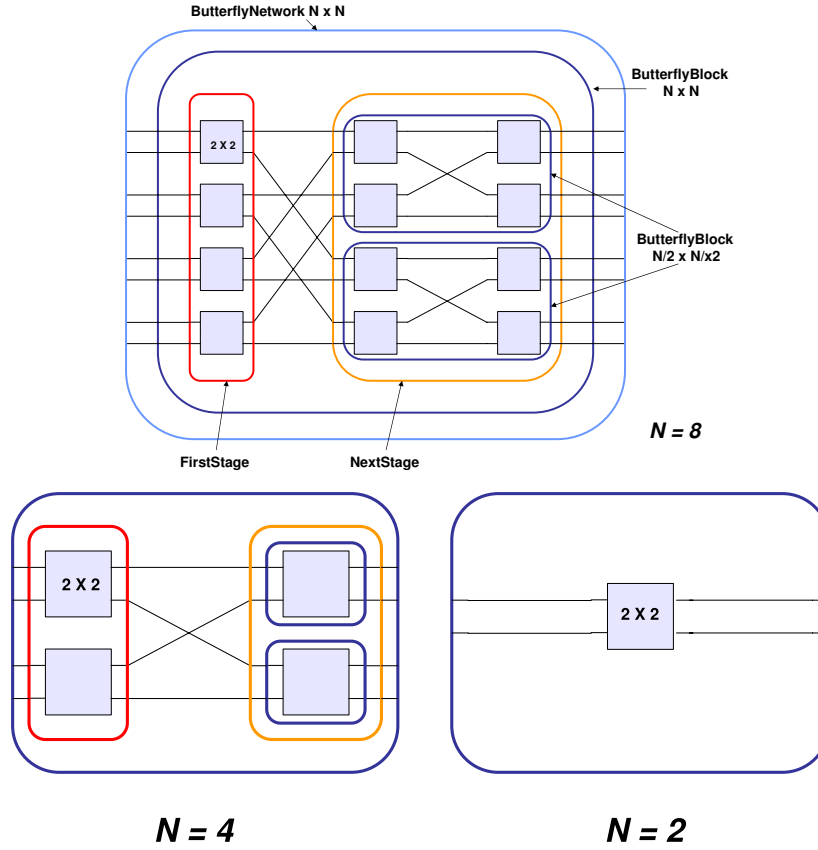 ButterflyNetwork N x N
ButterflyBlock
N x N
2 X 2
ButterflyBlock
N/2 x N/x2
N = 8
FirstStage
NextStage
2 X 2
2 X 2
N = 4
N = 2